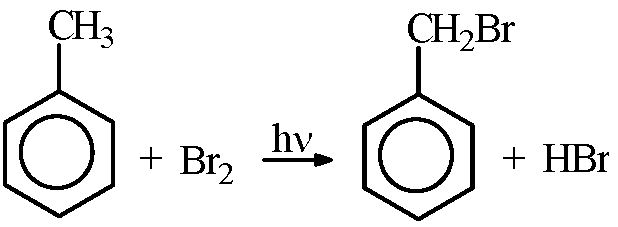 CH₃ CH₂Br
+ Br₂ hν + HBr